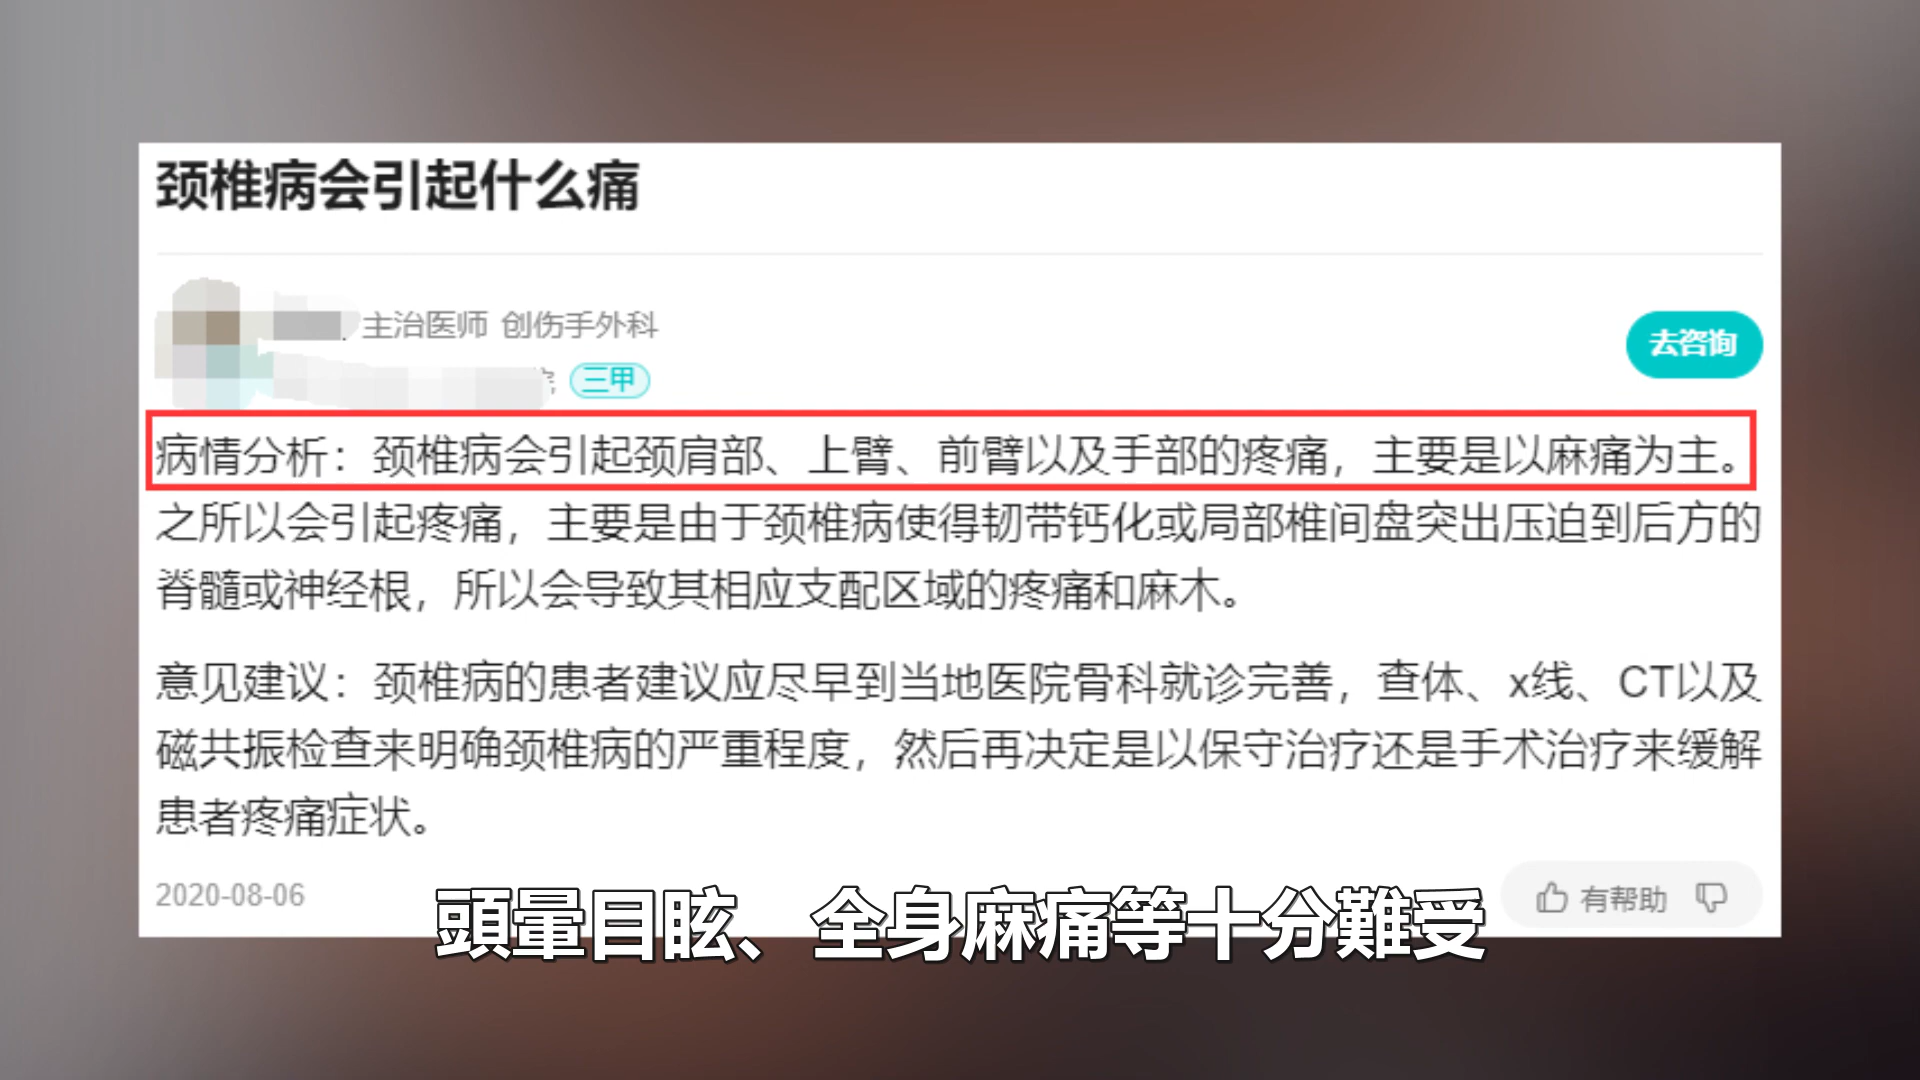 颈椎病会引起什么痛
主治医师 创伤手外科
去咨询
三甲
病情分析：颈椎病会引起颈肩部、上臂、前臂以及手部的疼痛，主要是以麻痛为主。
之所以会引起疼痛，主要是由于颈椎病使得韧带钙化或局部椎间盘突出压迫到后方的
脊髓或神经根，所以会导致其相应支配区域的疼痛和麻木。
意见建议：颈椎病的患者建议应尽早到当地医院骨科就诊完善，查体、x线、CT以及
磁共振检查来明确颈椎病的严重程度，然后再决定是以保守治疗还是手术治疗来缓解
患者疼痛症状。
2020-08-06
有帮助
頭暈目眩、全身麻痛等十分難受